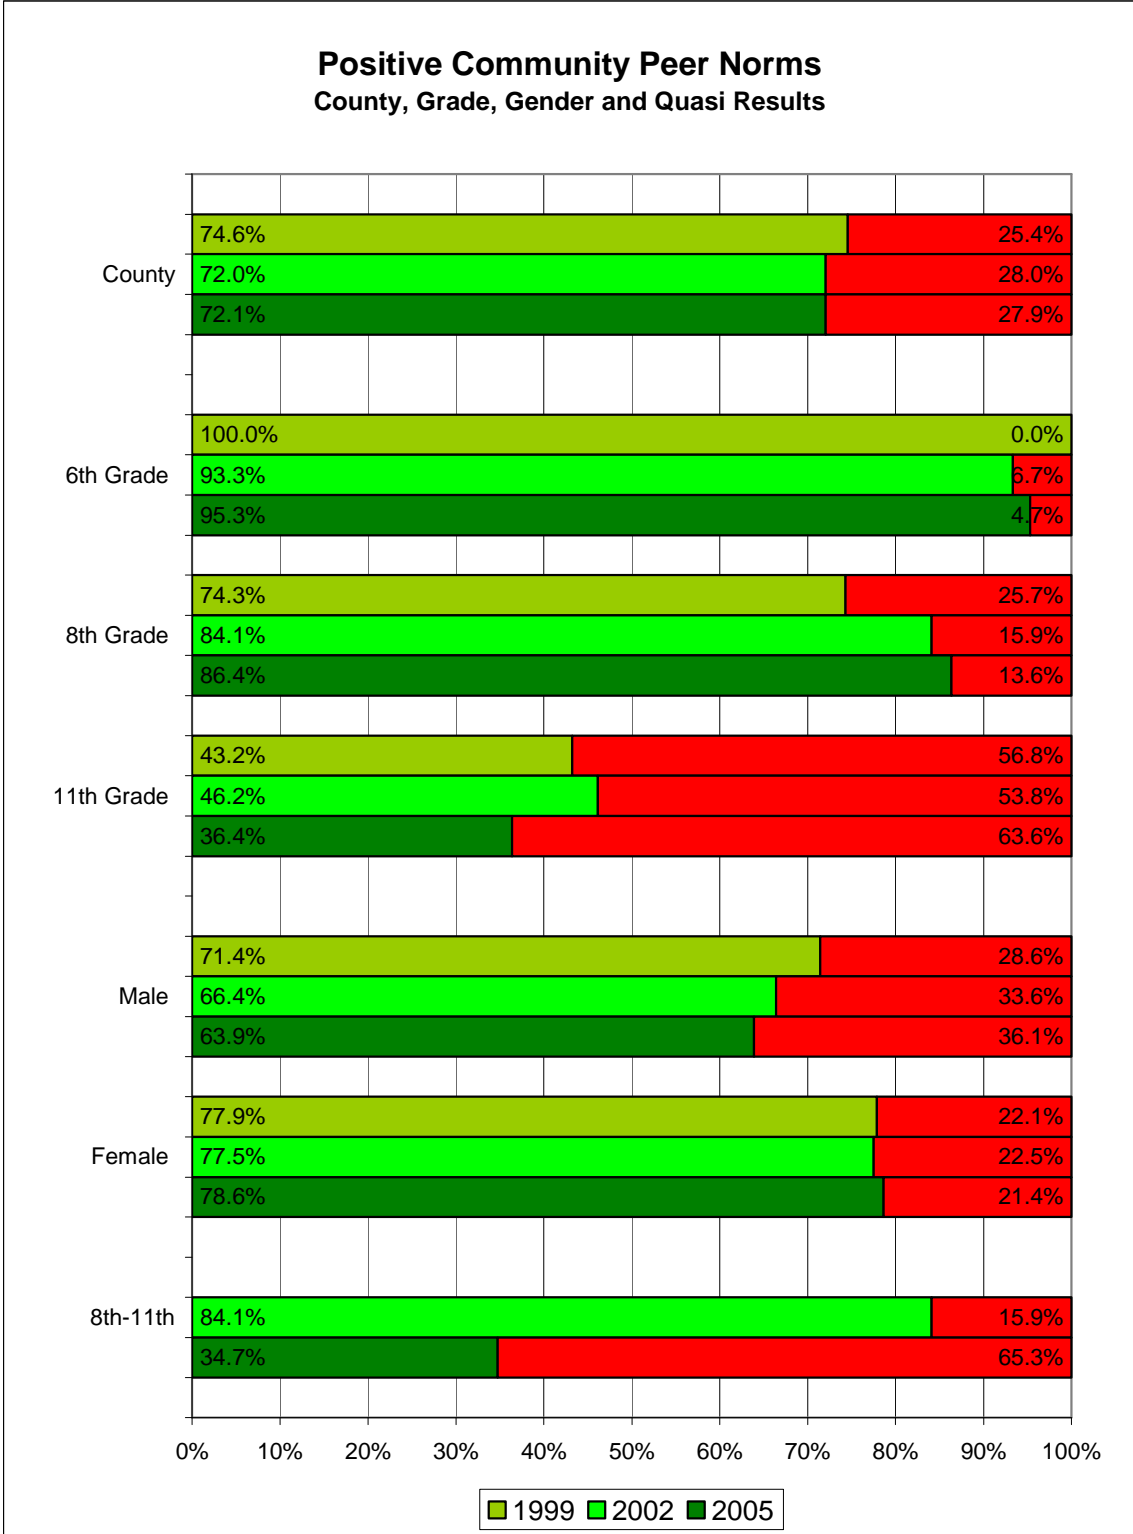 Positive Community Peer Norms
County, Grade, Gender and Quasi Results
74.6% 25.4%
County 72.0% 28.0%
72.1% 27.9%
100.0% 0.0%
6th Grade 93.3% 6.7%
95.3% 4.7%
74.3% 25.7%
8th Grade 84.1% 15.9%
86.4% 13.6%
43.2% 56.8%
11th Grade 46.2% 53.8%
36.4% 63.6%
71.4% 28.6%
Male 66.4% 33.6%
63.9% 36.1%
77.9% 22.1%
Female 77.5% 22.5%
78.6% 21.4%
8th-11th 84.1% 15.9%
34.7% 65.3%
0% 10% 20% 30% 40% 50% 60% 70% 80% 90% 100%
1999 2002 2005